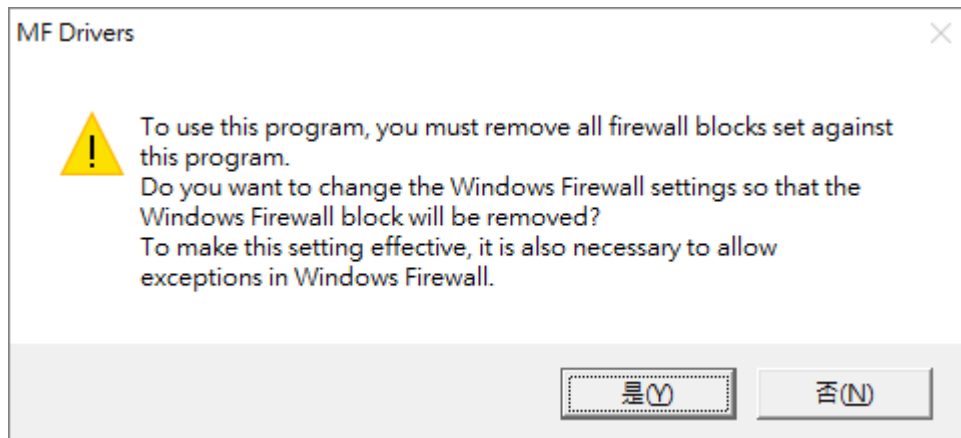 MF Drivers
To use this program, you must remove all firewall blocks set against
this program.
Do you want to change the Windows Firewall settings so that the
Windows Firewall block will be removed?
To make this setting effective, it is also necessary to allow
exceptions in Windows Firewall.
是(Y)
否(N)